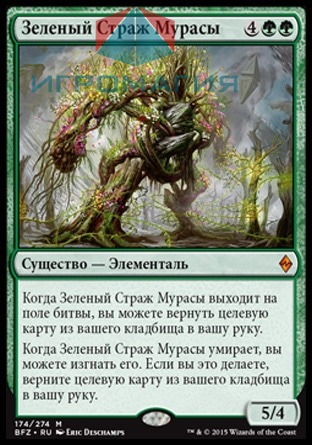 Зеленый Страж Мурасы 4
ИГРОМАГИЯ
Существо — Элементаль
Когда Зеленый Страж Мурасы выходит на
поле битвы, вы можете вернуть целевую
карту из вашего кладбища в вашу руку.
Когда Зеленый Страж Мурасы умирает, вы
можете изгнать его. Если вы это делаете,
верните целевую карту из вашего кладбища
в вашу руку.
5/4
174/274 M
BFZ • RU Eric Deschamps
™ & © 2015 Wizards of the Coast